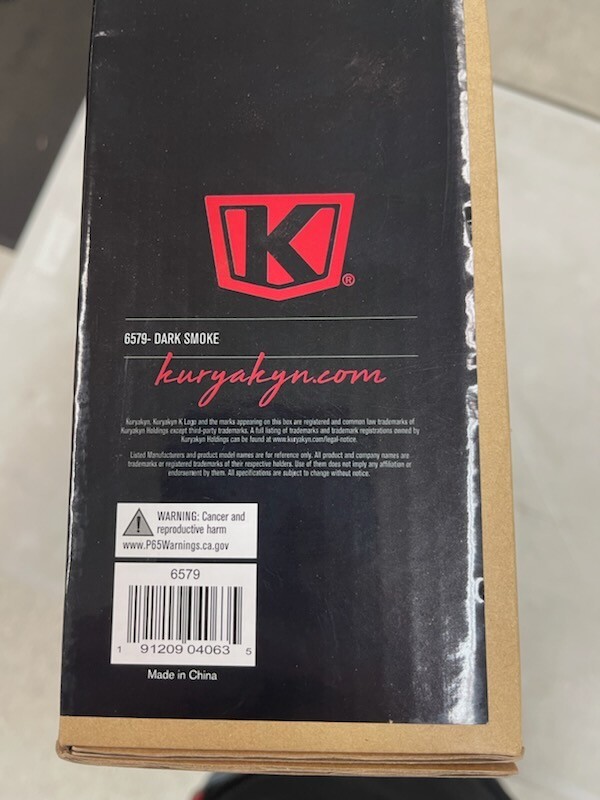 K
®
6579- DARK SMOKE
kuryakyn.com
Kuryakyn, Kuryakyn K Logo and the marks appearing on this box are registered and common law trademarks of
Kuryakyn Holdings except third-party trademarks. A full listing of trademarks and trademark registrations owned by
Kuryakyn Holdings can be found at www.kuryakyn.com/legal-notice.
Listed Manufacturers and product model names are for reference only. All product and company names are
trademarks or registered trademarks of their respective holders. Use of them does not imply any affiliation or
endorsement by them. All specifications are subject to change without notice.
WARNING: Cancer and
reproductive harm
www.P65Warnings.ca.gov
6579
1 91209 04063 5
Made in China